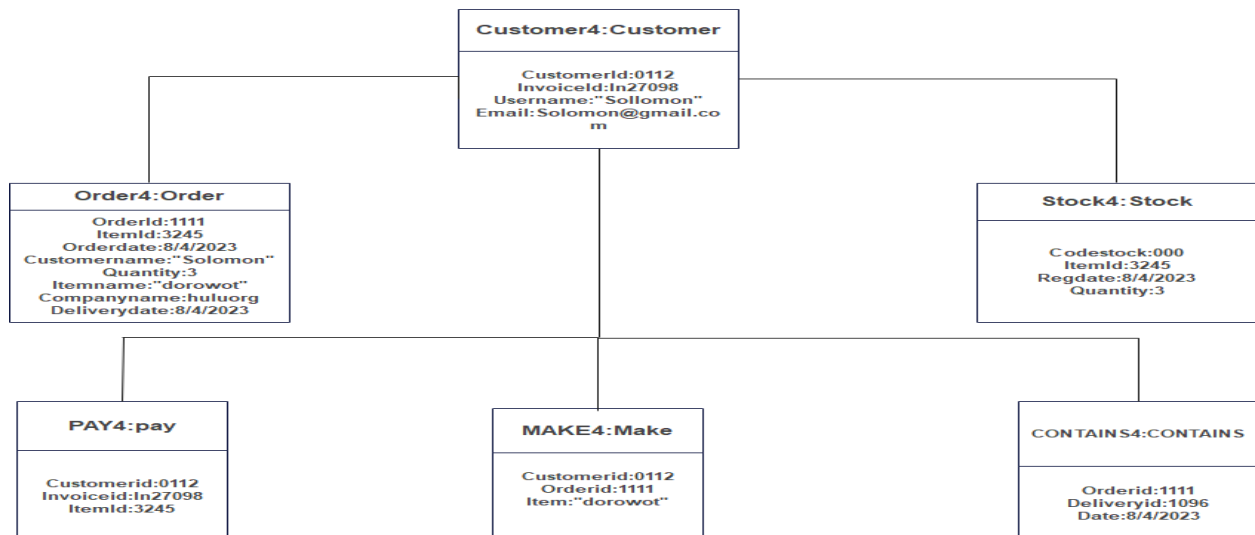 Customer4:Customer
CustomerId:0112
InvoiceId:In27098
Username:"Sollomon"
Email:Solomon@gmail.co
m
Order4:Order
OrderId:1111
ItemId:3245
Orderdate:8/4/2023
Customername:"Solomon"
Quantity:3
Itemname:"dorowot"
Companyname:huluorg
Deliverydate:8/4/2023
Stock4:Stock
Codestock:000
ItemId:3245
Regdate:8/4/2023
Quantity:3
PAY4:pay
Customerid:0112
Invoiceid:In27098
ItemId:3245
MAKE4:Make
Customerid:0112
Orderid:1111
Item:"dorowot"
CONTAINS4:CONTAINS
Orderid:1111
Deliveryid:1096
Date:8/4/2023